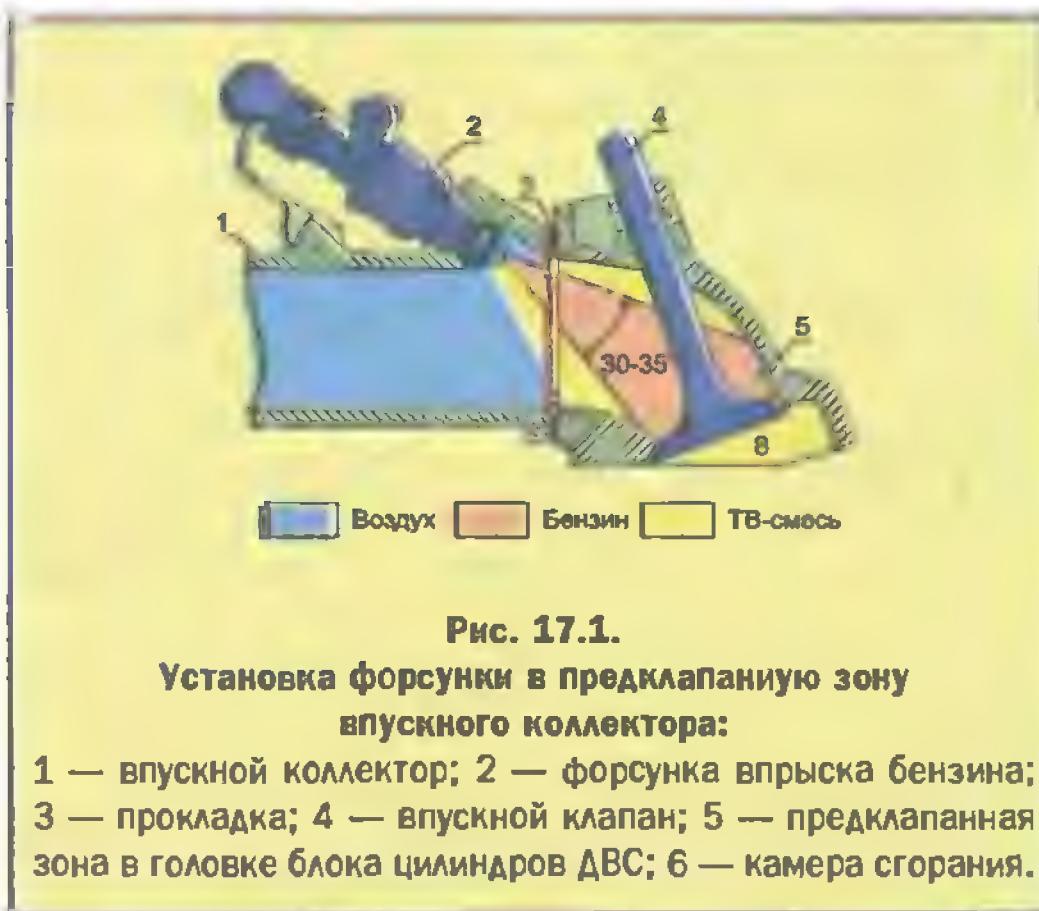 2
4
3
1
5
30-35
8
Воздух Бензин ТВ-смесь
Рис. 17.1.
Установка форсунки в предклапанную зону
впускного коллектора:
1 — впускной коллектор; 2 — форсунка впрыска бензина;
3 — прокладка; 4 — впускной клапан; 5 — предклапанная
зона в головке блока цилиндров ДВС; 6 — камера сгорания.